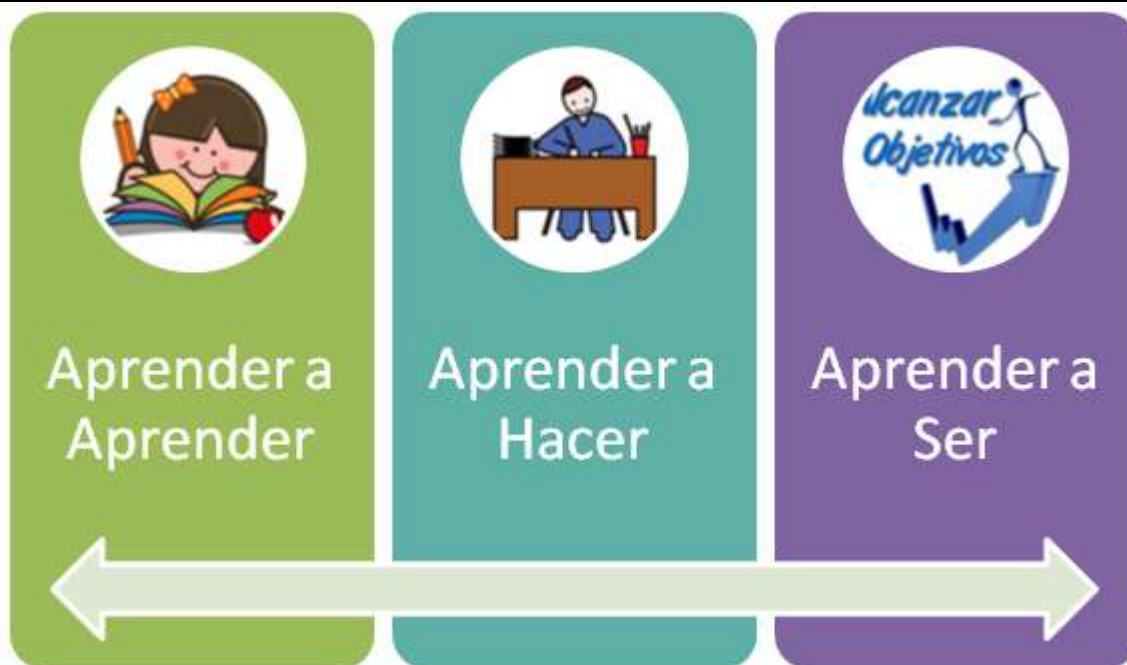 lcanzar
Objetivos
Aprender a
Aprender
Aprender a
Hacer
Aprender a
Ser